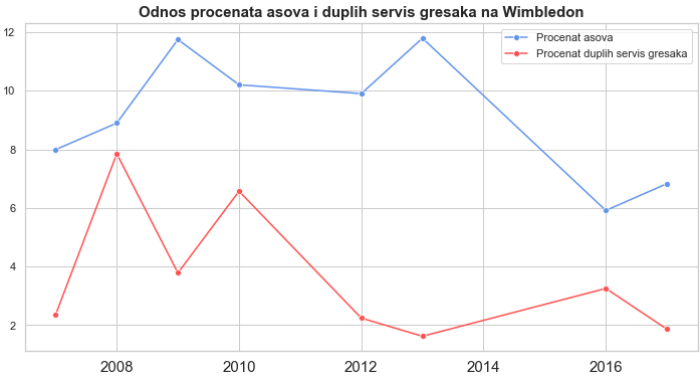 Odnos procenata asova i duplih servis gresaka na Wimbledon
Procenat asova
Procenat duplih servis gresaka
12
10
8
6
4
2
2008 2010 2012 2014 2016